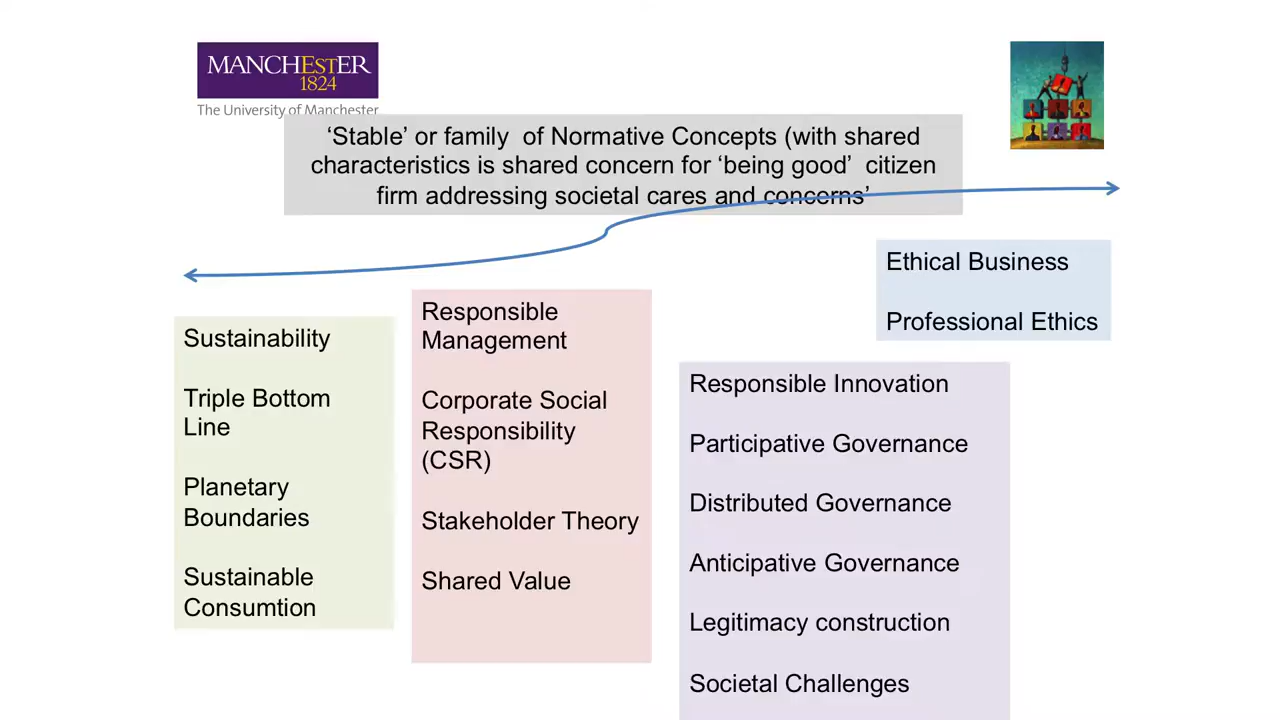 MANCHESTER
1824
The University of Manchester
‘Stable’ or family of Normative Concepts (with shared
characteristics is shared concern for ‘being good’ citizen
firm addressing societal cares and concerns’
Sustainability
Triple Bottom
Line
Planetary
Boundaries
Sustainable
Consumtion
Responsible
Management
Corporate Social
Responsibility
(CSR)
Stakeholder Theory
Shared Value
Ethical Business
Professional Ethics
Responsible Innovation
Participative Governance
Distributed Governance
Anticipative Governance
Legitimacy construction
Societal Challenges